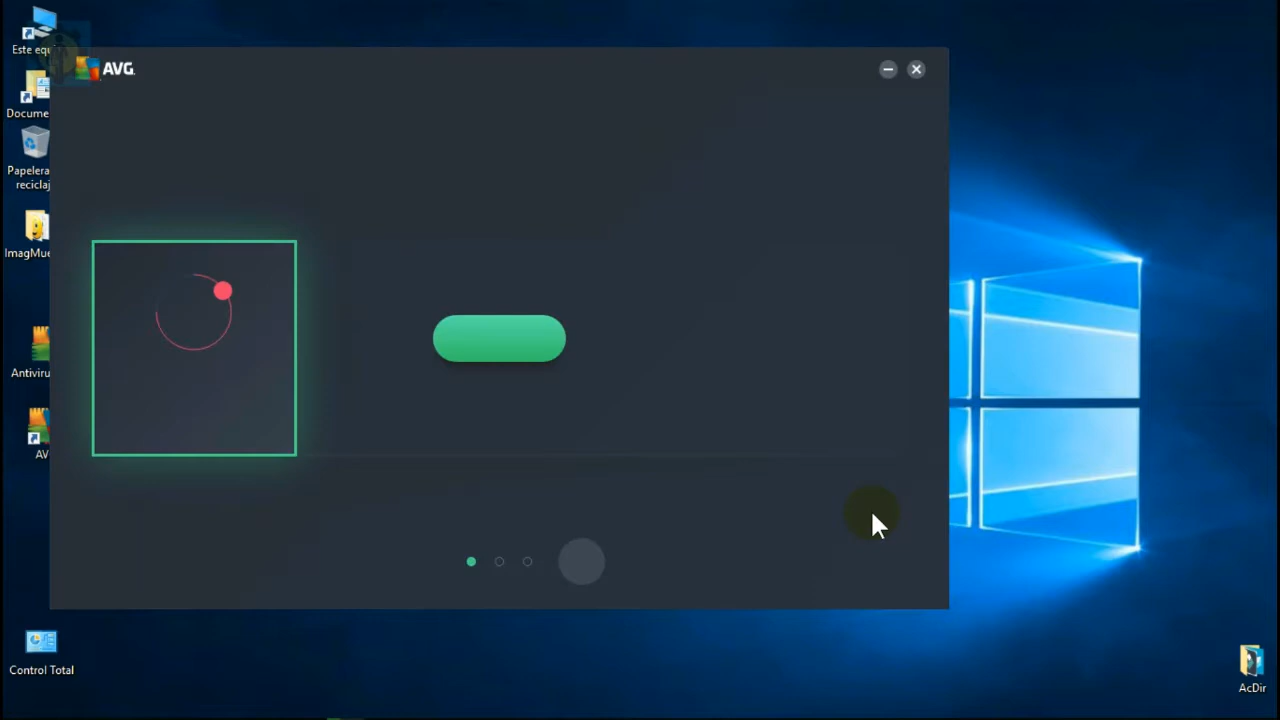 Este equ
AVG
Docume
Papelera
reciclaj
ImagMue
Antiviru
AV
Control Total
AcDir